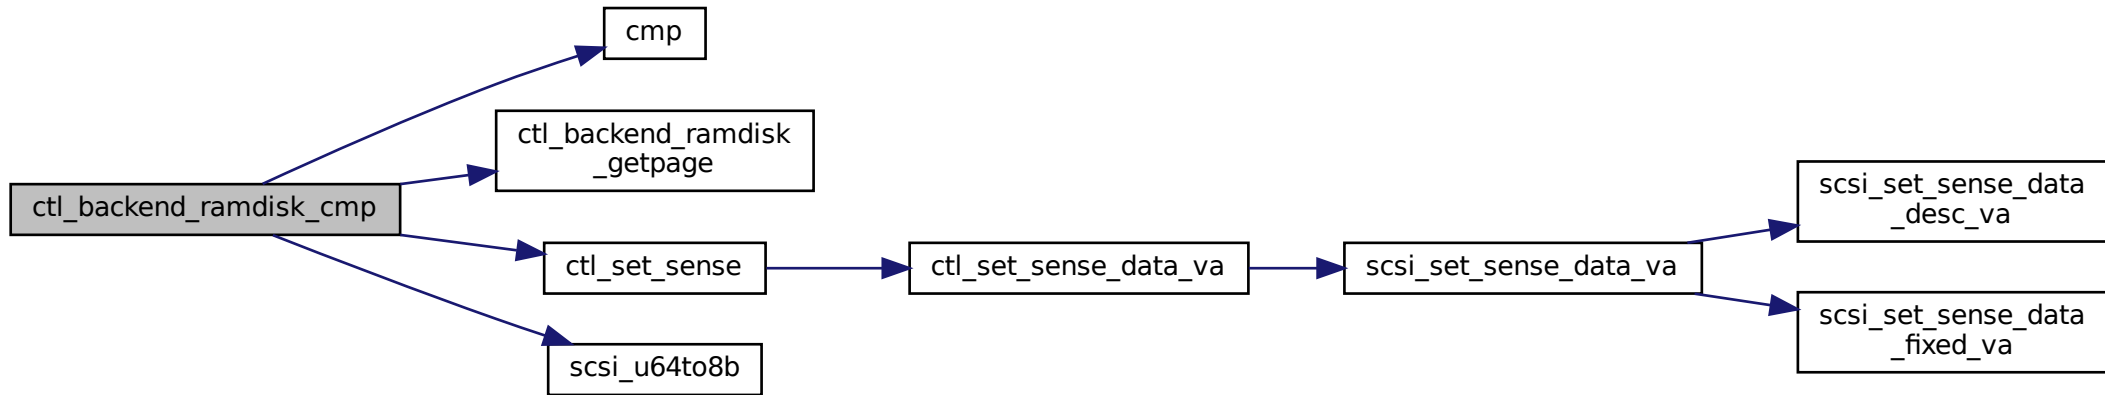 cmp
ctl_backend_ramdisk
_getpage
ctl_backend_ramdisk_cmp
ctl_set_sense
scsi_u64to8b
ctl_set_sense_data_va
scsi_set_sense_data_va
scsi_set_sense_data
_desc_va
scsi_set_sense_data
_fixed_va